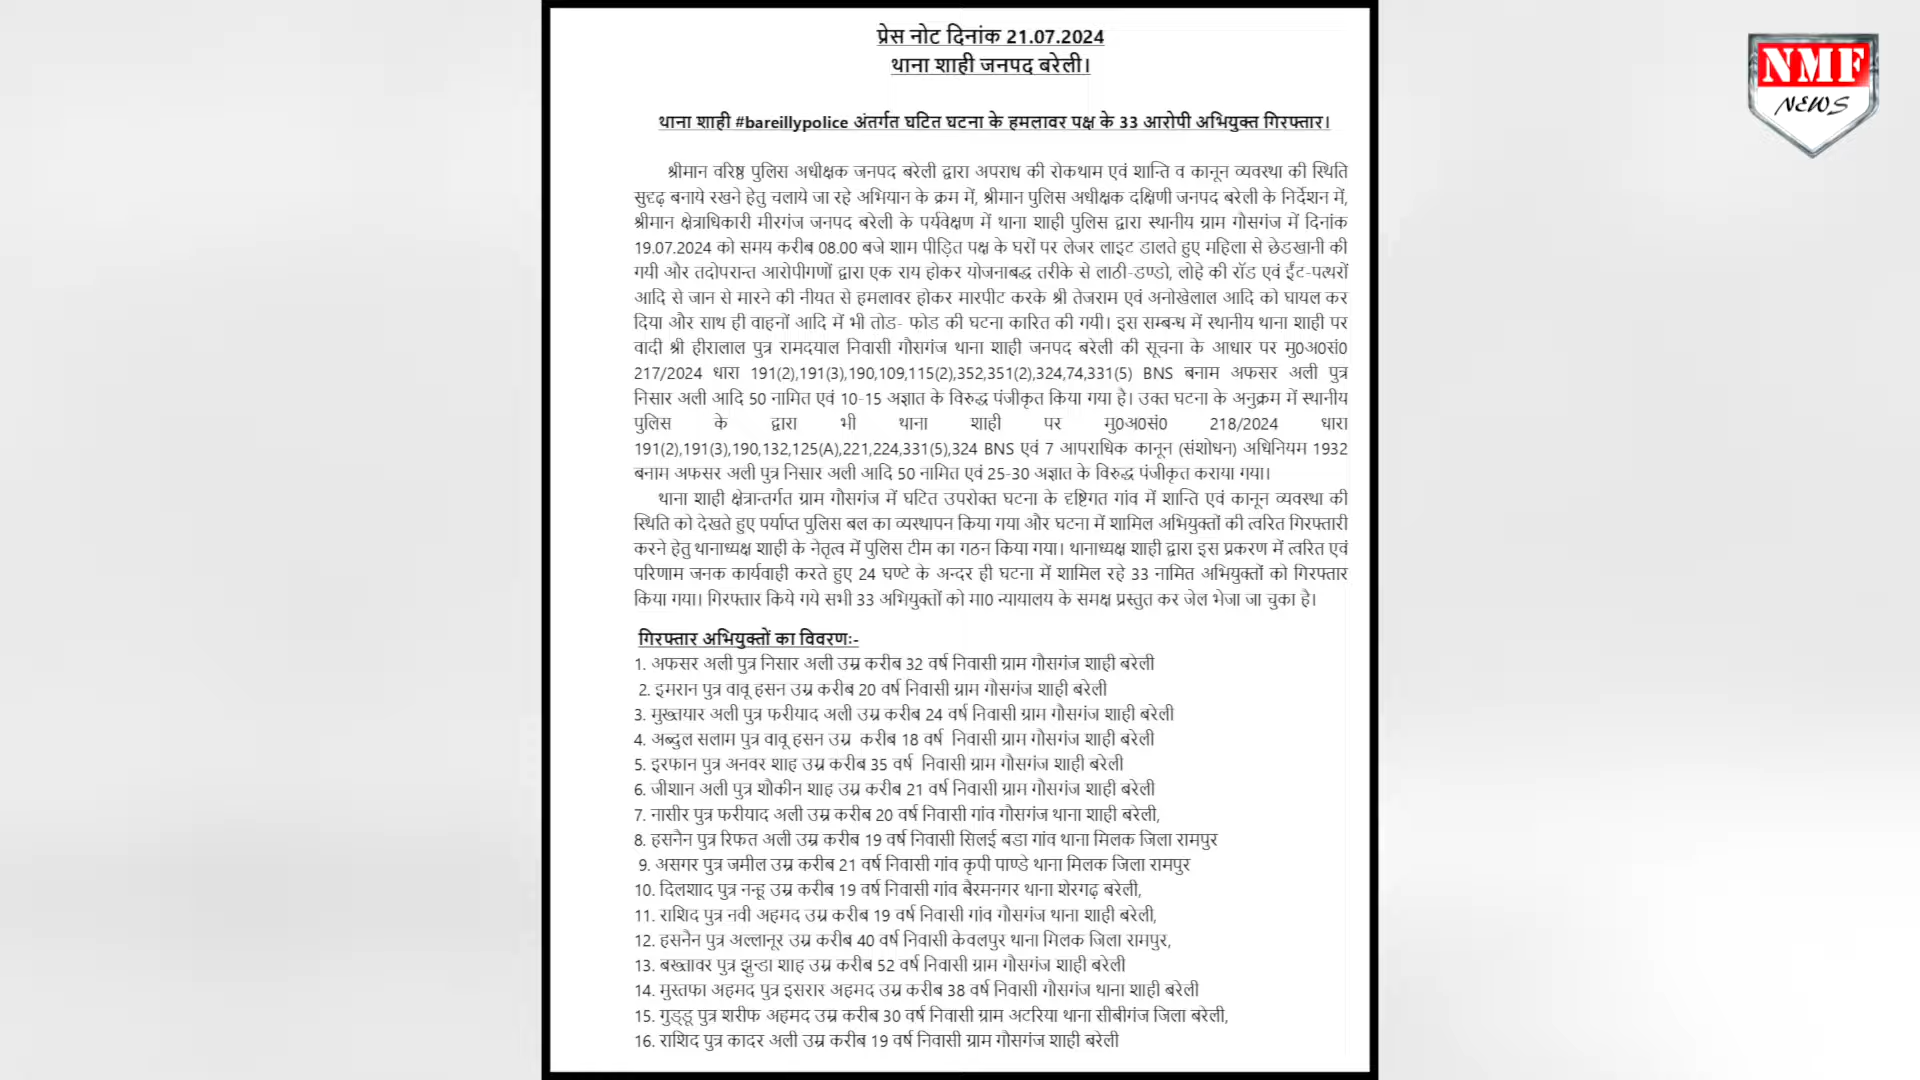 प्रेस नोट दिनांक 21.07.2024
थाना शाही जनपद बरेली।
NMF
NEWS
थाना शाही #bareillypolice अंतर्गत घटित घटना के हमलावर पक्ष के 33 आरोपी अभियुक्त गिरफ्तार।
श्रीमान वरिष्ठ पुलिस अधीक्षक जनपद बरेली द्वारा अपराध की रोकथाम एवं शान्ति व कानून व्यवस्था की स्थिति
सुदृढ़ बनाये रखने हेतु चलाये जा रहे अभियान के क्रम में, श्रीमान पुलिस अधीक्षक दक्षिणी जनपद बरेली के निर्देशन में,
श्रीमान क्षेत्राधिकारी मीरगंज जनपद बरेली के पर्यवेक्षण में थाना शाही पुलिस द्वारा स्थानीय ग्राम गौसगंज में दिनांक
19.07.2024 को समय करीब 08.00 बजे शाम पीड़ित पक्ष के घरों पर लेजर लाइट डालते हुए महिला से छेडखानी की
गयी और तदोपरान्त आरोपीगणों द्वारा एक राय होकर योजनाबद्ध तरीके से लाठी-डण्डो, लोहे की रॉड एवं ईंट-पत्थरों
आदि से जान से मारने की नीयत से हमलावर होकर मारपीट करके श्री तेजराम एवं अनोखेलाल आदि को घायल कर
दिया और साथ ही वाहनों आदि में भी तोड- फोड की घटना कारित की गयी। इस सम्बन्ध में स्थानीय थाना शाही पर
वादी श्री हीरालाल पुत्र रामदयाल निवासी गौसगंज थाना शाही जनपद बरेली की सूचना के आधार पर मु0अ0सं0
217/2024 धारा 191(2),191(3),190,109,115(2),352,351(2),324,74,331(5) BNS बनाम अफसर अली पुत्र
निसार अली आदि 50 नामित एवं 10-15 अज्ञात के विरुद्ध पंजीकृत किया गया है। उक्त घटना के अनुक्रम में स्थानीय
पुलिस के द्वारा भी थाना शाही पर मु0अ0सं0 218/2024 धारा
191(2),191(3),190,132,125(A),221,224,331(5),324 BNS एवं 7 आपराधिक कानून (संशोधन) अधिनियम 1932
बनाम अफसर अली पुत्र निसार अली आदि 50 नामित एवं 25-30 अज्ञात के विरुद्ध पंजीकृत कराया गया।
थाना शाही क्षेत्रान्तर्गत ग्राम गौसगंज में घटित उपरोक्त घटना के दृष्टिगत गांव में शान्ति एवं कानून व्यवस्था की
स्थिति को देखते हुए पर्याप्त पुलिस बल का व्यस्थापन किया गया और घटना में शामिल अभियुक्तों की त्वरित गिरफ्तारी
करने हेतु थानाध्यक्ष शाही के नेतृत्व में पुलिस टीम का गठन किया गया। थानाध्यक्ष शाही द्वारा इस प्रकरण में त्वरित एवं
परिणाम जनक कार्यवाही करते हुए 24 घण्टे के अन्दर ही घटना में शामिल रहे 33 नामित अभियुक्तों को गिरफ्तार
किया गया। गिरफ्तार किये गये सभी 33 अभियुक्तों को मा0 न्यायालय के समक्ष प्रस्तुत कर जेल भेजा जा चुका है।
गिरफ्तार अभियुक्तों का विवरणः-
1. अफसर अली पुत्र निसार अली उम्र करीब 32 वर्ष निवासी ग्राम गौसगंज शाही बरेली
2. इमरान पुत्र वावू हसन उम्र करीब 20 वर्ष निवासी ग्राम गौसगंज शाही बरेली
3. मुख्तयार अली पुत्र फरीयाद अली उम्र करीब 24 वर्ष निवासी ग्राम गौसगंज शाही बरेली
4. अब्दुल सलाम पुत्र वावू हसन उम्र करीब 18 वर्ष निवासी ग्राम गौसगंज शाही बरेली
5. इरफान पुत्र अनवर शाह उम्र करीब 35 वर्ष निवासी ग्राम गौसगंज शाही बरेली
6. जीशान अली पुत्र शौकीन शाह उम्र करीब 21 वर्ष निवासी ग्राम गौसगंज शाही बरेली
7. नासीर पुत्र फरीयाद अली उम्र करीब 20 वर्ष निवासी गांव गौसगंज थाना शाही बरेली,
8. हसनैन पुत्र रिफत अली उम्र करीब 19 वर्ष निवासी सिलई बडा गांव थाना मिलक जिला रामपुर
9. असगर पुत्र जमील उम्र करीब 21 वर्ष निवासी गांव कृपी पाण्डे थाना मिलक जिला रामपुर
10. दिलशाद पुत्र नन्हू उम्र करीब 19 वर्ष निवासी गांव बैरमनगर थाना शेरगढ़ बरेली,
11. राशिद पुत्र नवी अहमद उम्र करीब 19 वर्ष निवासी गांव गौसगंज थाना शाही बरेली,
12. हसनैन पुत्र अल्लानूर उम्र करीब 40 वर्ष निवासी केवलपुर थाना मिलक जिला रामपुर,
13. बख्तावर पुत्र झुन्डा शाह उम्र करीब 52 वर्ष निवासी ग्राम गौसगंज शाही बरेली
14. मुस्तफा अहमद पुत्र इसरार अहमद उम्र करीब 38 वर्ष निवासी गौसगंज थाना शाही बरेली
15. गुड्डू पुत्र शरीफ अहमद उम्र करीब 30 वर्ष निवासी ग्राम अटरिया थाना सीबीगंज जिला बरेली,
16. राशिद पुत्र कादर अली उम्र करीब 19 वर्ष निवासी ग्राम गौसगंज शाही बरेली